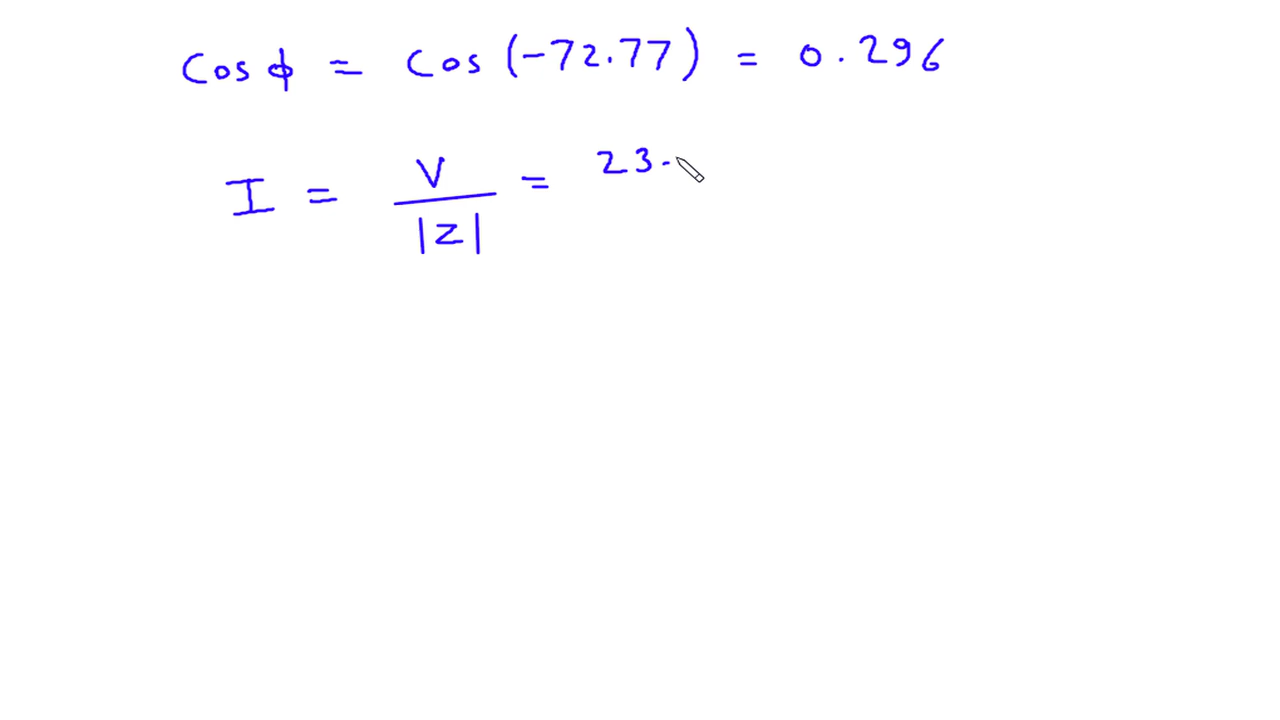 Cos ϕ = Cos (-72.77) = 0.296
I = V / |Z| = 23